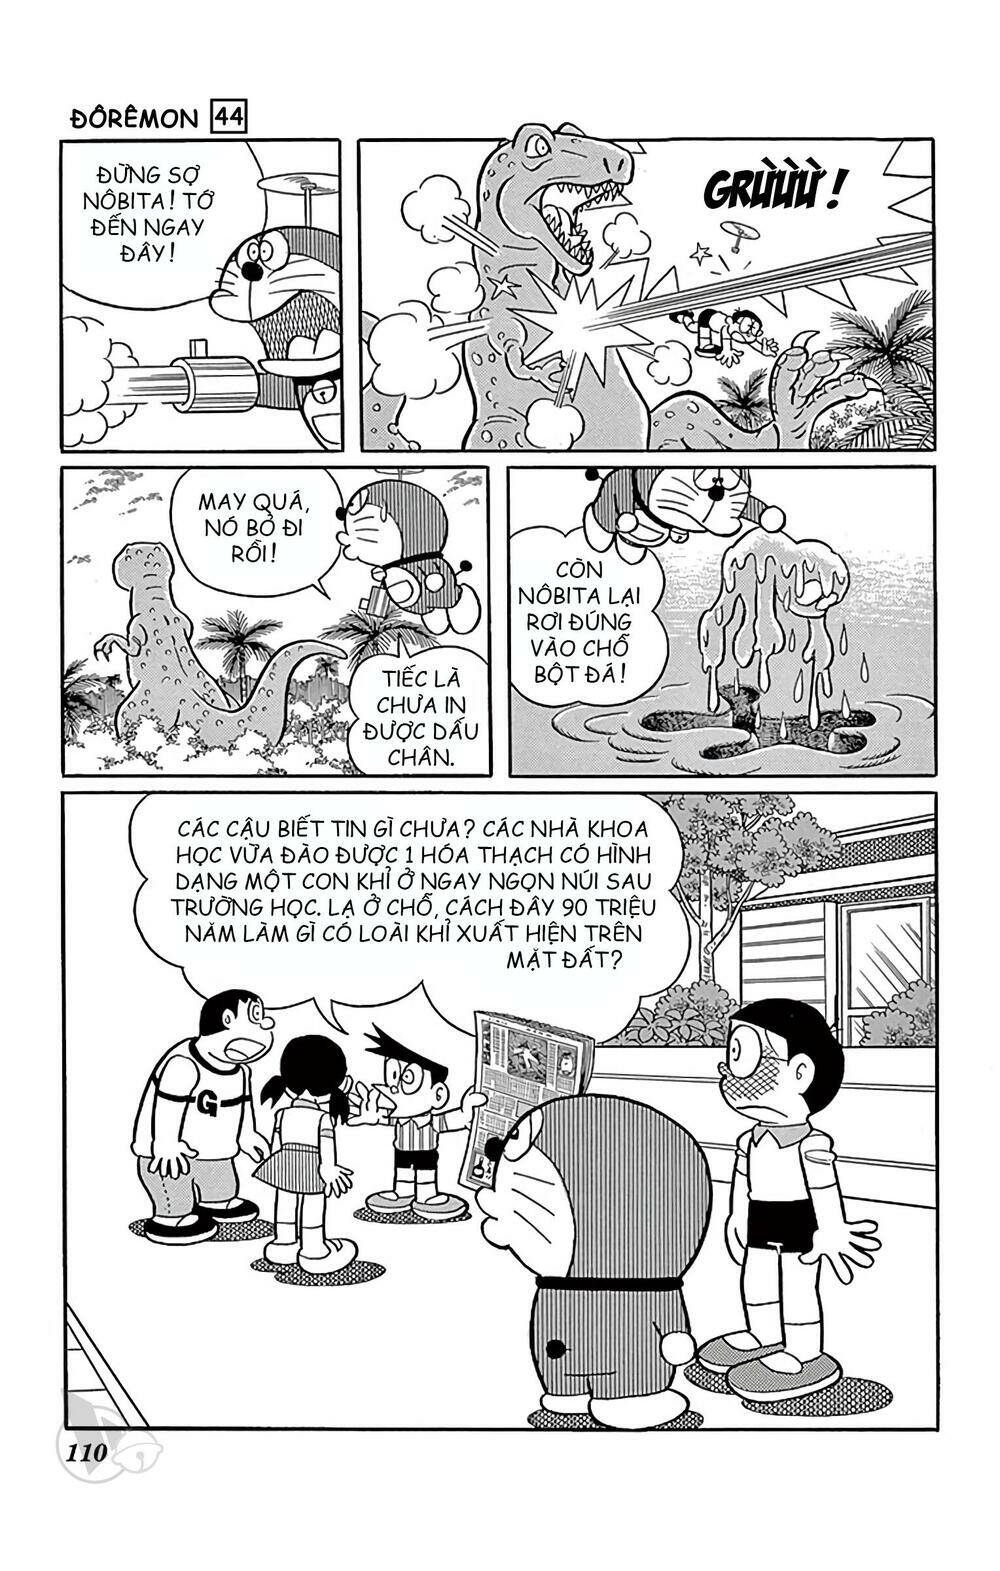 ĐÔRÊMON 44
ĐỪNG SỢ
NÔBITA! TỚ
ĐẾN NGAY
ĐÂY!
GRÙÙÙ!
MAY QUÁ,
NÓ BỎ ĐI
RỒI!
TIẾC LÀ
CHƯA IN
ĐƯỢC DẤU
CHÂN.
CÒN
NÔBITA LẠI
RƠI ĐÚNG
VÀO CHỖ
BỘT ĐÁ!
CÁC CẬU BIẾT TIN GÌ CHƯA? CÁC NHÀ KHOA
HỌC VỪA ĐÀO ĐƯỢC 1 HÓA THẠCH CÓ HÌNH
DẠNG MỘT CON KHỈ Ở NGAY NGỌN NÚI SAU
TRƯỜNG HỌC. LẠ Ở CHỖ, CÁCH ĐÂY 90 TRIỆU
NĂM LÀM GÌ CÓ LOÀI KHỈ XUẤT HIỆN TRÊN
MẶT ĐẤT?
G
110